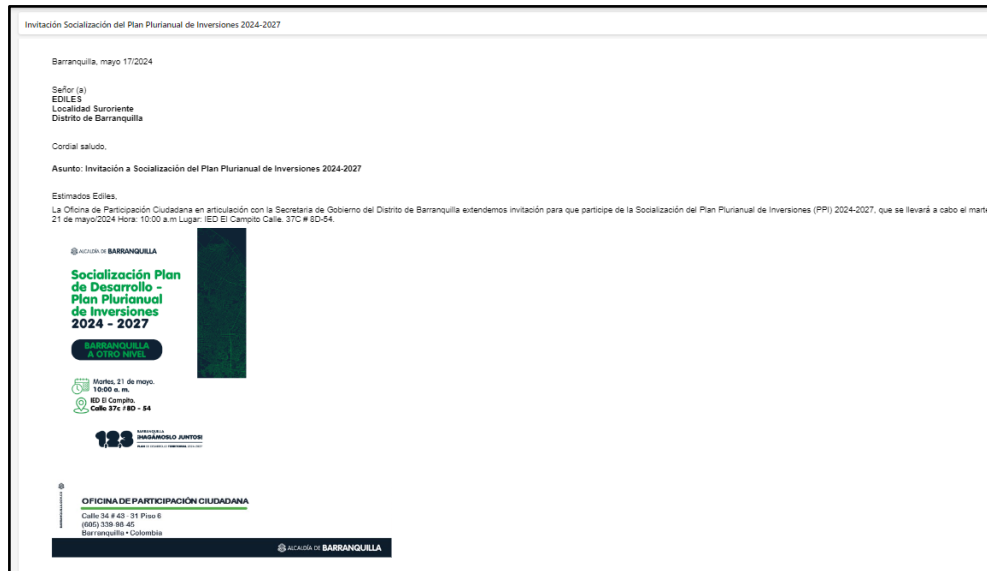 Invitación Socialización del Plan Plurianual de Inversiones 2024-2027
Barranquilla, mayo 17/2024
Señor (a)
EDILES
Localidad Suroriente
Distrito de Barranquilla
Cordial saludo,
Asunto: Invitación a Socialización del Plan Plurianual de Inversiones 2024-2027
Estimados Ediles,
La Oficina de Participación Ciudadana en articulación con la Secretaria de Gobierno del Distrito de Barranquilla extendemos invitación para que participe de la Socialización del Plan Plurianual de Inversiones (PPI) 2024-2027, que se llevará a cabo el marte
21 de mayo/2024 Hora: 10:00 a.m Lugar: IED El Campito Calle. 37C # 8D-54.
ALCALDÍA DE BARRANQUILLA
Socialización Plan
de Desarrollo -
Plan Plurianual
de Inversiones
2024 - 2027
BARRANQUILLA
A OTRO NIVEL
Martes, 21 de mayo.
10:00 a. m.
IED El Campito.
Calle 37c #8D - 54
1,2,3
BARRANQUILLA
¡HAGÁMOSLO JUNTOS!
OFICINA DE PARTICIPACIÓN CIUDADANA
Calle 34 # 43 - 31 Piso 6
(605) 339-98-45
Barranquilla • Colombia
ALCALDÍA DE BARRANQUILLA